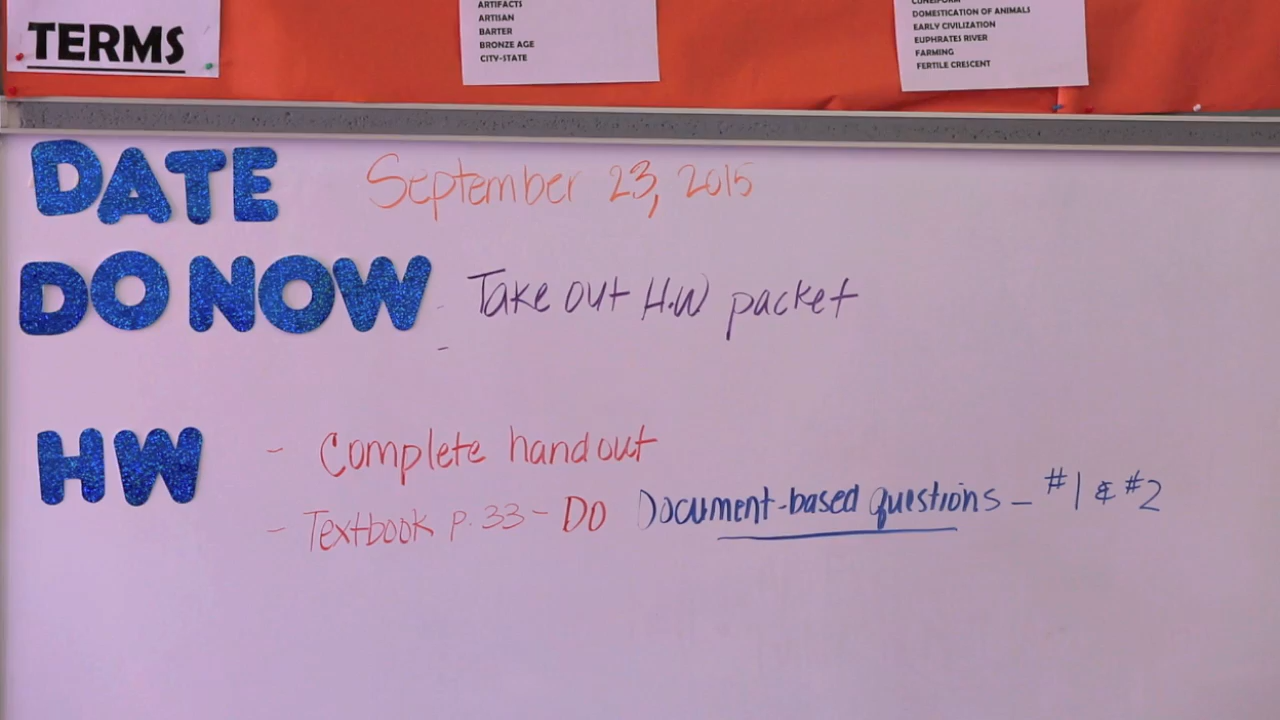 TERMS
ARTIFACTS
ARTISAN
BARTER
BRONZE AGE
CITY-STATE
CUNEIFORM
DOMESTICATION OF ANIMALS
EARLY CIVILIZATION
EUPHRATES RIVER
FARMING
FERTILE CRESCENT
DATE September 23, 2015
DO NOW - Take out H.W packet
-
HW - Complete handout
- Textbook p. 33 - DO Document-based questions - #1 & #2